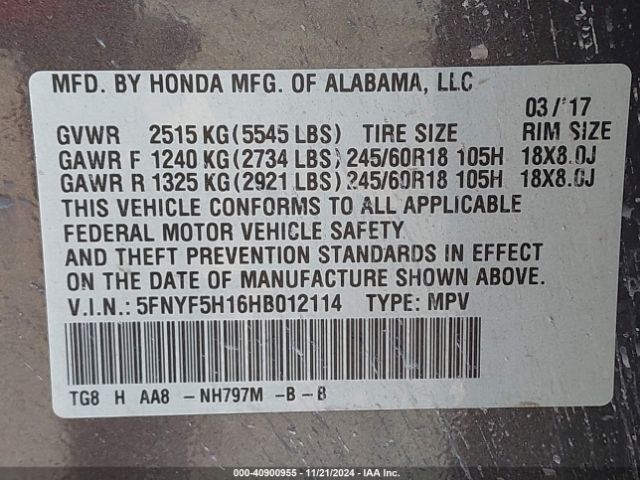 MFD. BY HONDA MFG. OF ALABAMA, LLC
03/'17
GVWR 2515 KG (5545 LBS) TIRE SIZE RIM SIZE
GAWR F 1240 KG (2734 LBS) 245/60R18 105H 18X8.0J
GAWR R 1325 KG (2921 LBS) 245/60R18 105H 18X8.0J
THIS VEHICLE CONFORMS TO ALL APPLICABLE
FEDERAL MOTOR VEHICLE SAFETY
AND THEFT PREVENTION STANDARDS IN EFFECT
ON THE DATE OF MANUFACTURE SHOWN ABOVE.
V.I.N.: 5FNYF5H16HB012114 TYPE: MPV
TG8 H AA8 -NH797M -B - B
000-40900955 - 11/21/2024 - IAA Inc.